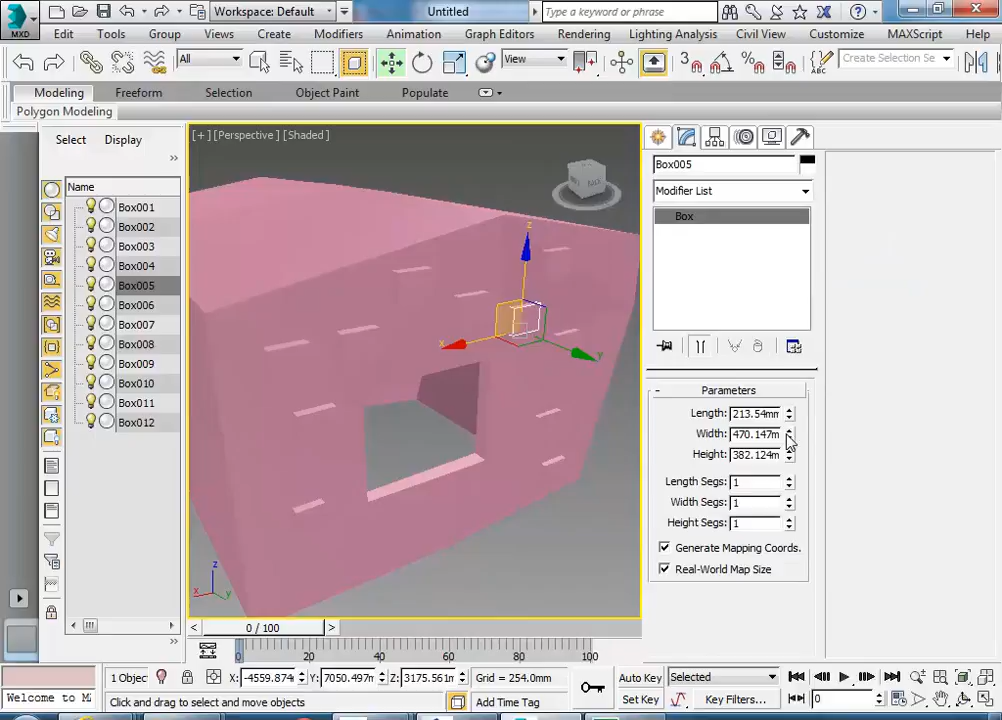 Workspace: Default Untitled Type a keyword or phrase
MXD Edit Tools Group Views Create Modifiers Animation Graph Editors Rendering Lighting Analysis Civil View Customize MAXScript Help
All View 3 Create Selection Se
Modeling Freeform Selection Object Paint Populate
Polygon Modeling
Select Display
[+] [Perspective] [Shaded]
Name
Box001
Box002
Box003
Box004
Box005
Box006
Box007
Box008
Box009
Box010
Box011
Box012
z
x
y
z
x
y
Box005
Modifier List
Box
- Parameters
Length: 213.54mm
Width: 470.147m
Height: 382.124m
Length Segs: 1
Width Segs: 1
Height Segs: 1
Generate Mapping Coords.
Real-World Map Size
< 0 / 100 >
0 20 40 60 80 100
1 Objec X: -4559.874m Y: 7050.497m Z: 3175.561m Grid = 254.0mm Auto Key Selected
Welcome to M Click and drag to select and move objects Add Time Tag Set Key Key Filters... 0